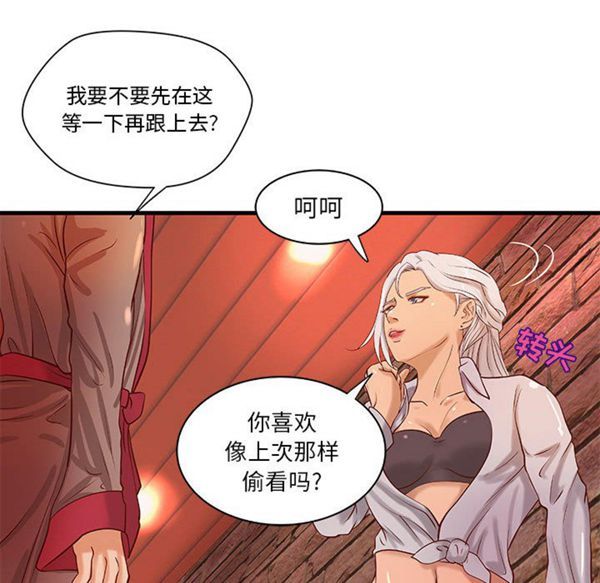 我要不要先在这
等一下再跟上去?
呵呵
转头
你喜欢
像上次那样
偷看吗?